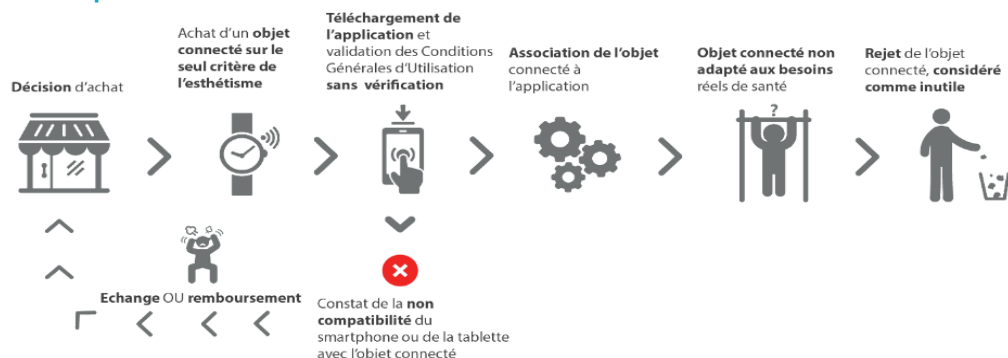 Décision d'achat
Achat d'un objet
connecté sur le
seul critère de
l'esthétisme
Téléchargement de
l'application et
validation des Conditions
Générales d'Utilisation
sans vérification
Association de l'objet
connecté à
l'application
Objet connecté non
adapté aux besoins
réels de santé
?
Rejet de l'objet
connecté, considéré
comme inutile
Echange OU remboursement
Constat de la non
compatibilité du
smartphone ou de la tablette
avec l'objet connecté